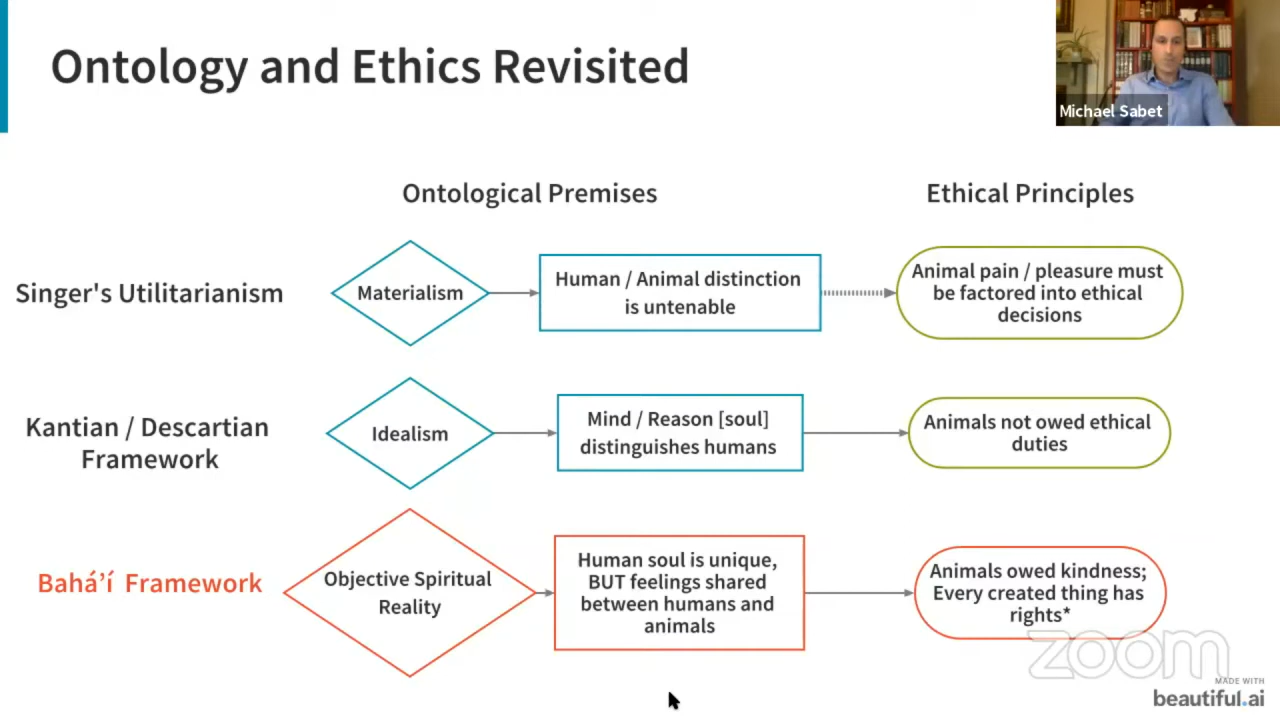 Ontology and Ethics Revisited
Michael Sabet
Ontological Premises
Ethical Principles
Singer's Utilitarianism
Materialism
Human / Animal distinction
is untenable
Animal pain / pleasure must
be factored into ethical
decisions
Kantian / Descartian
Framework
Idealism
Mind / Reason [soul]
distinguishes humans
Animals not owed ethical
duties
Bahá’í Framework
Objective Spiritual
Reality
Human soul is unique,
BUT feelings shared
between humans and
animals
Animals owed kindness;
Every created thing has
rights*
zoom
MADE WITH
beautiful.ai